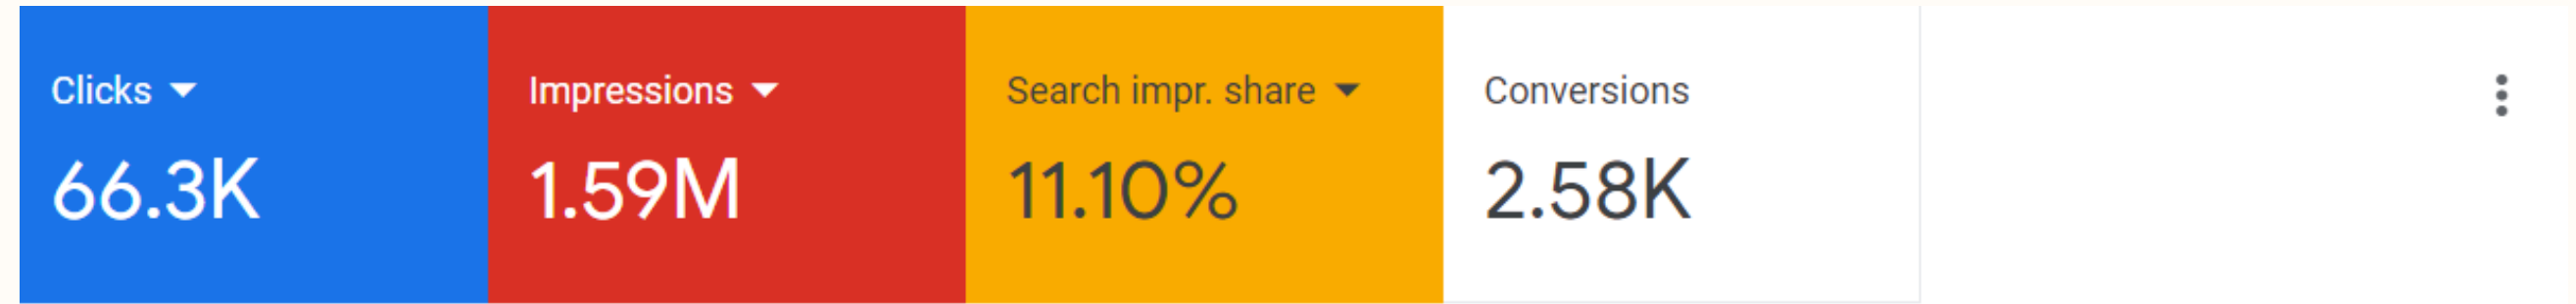 Clicks
66.3K
Impressions
1.59M
Search impr. share
11.10%
Conversions
2.58K